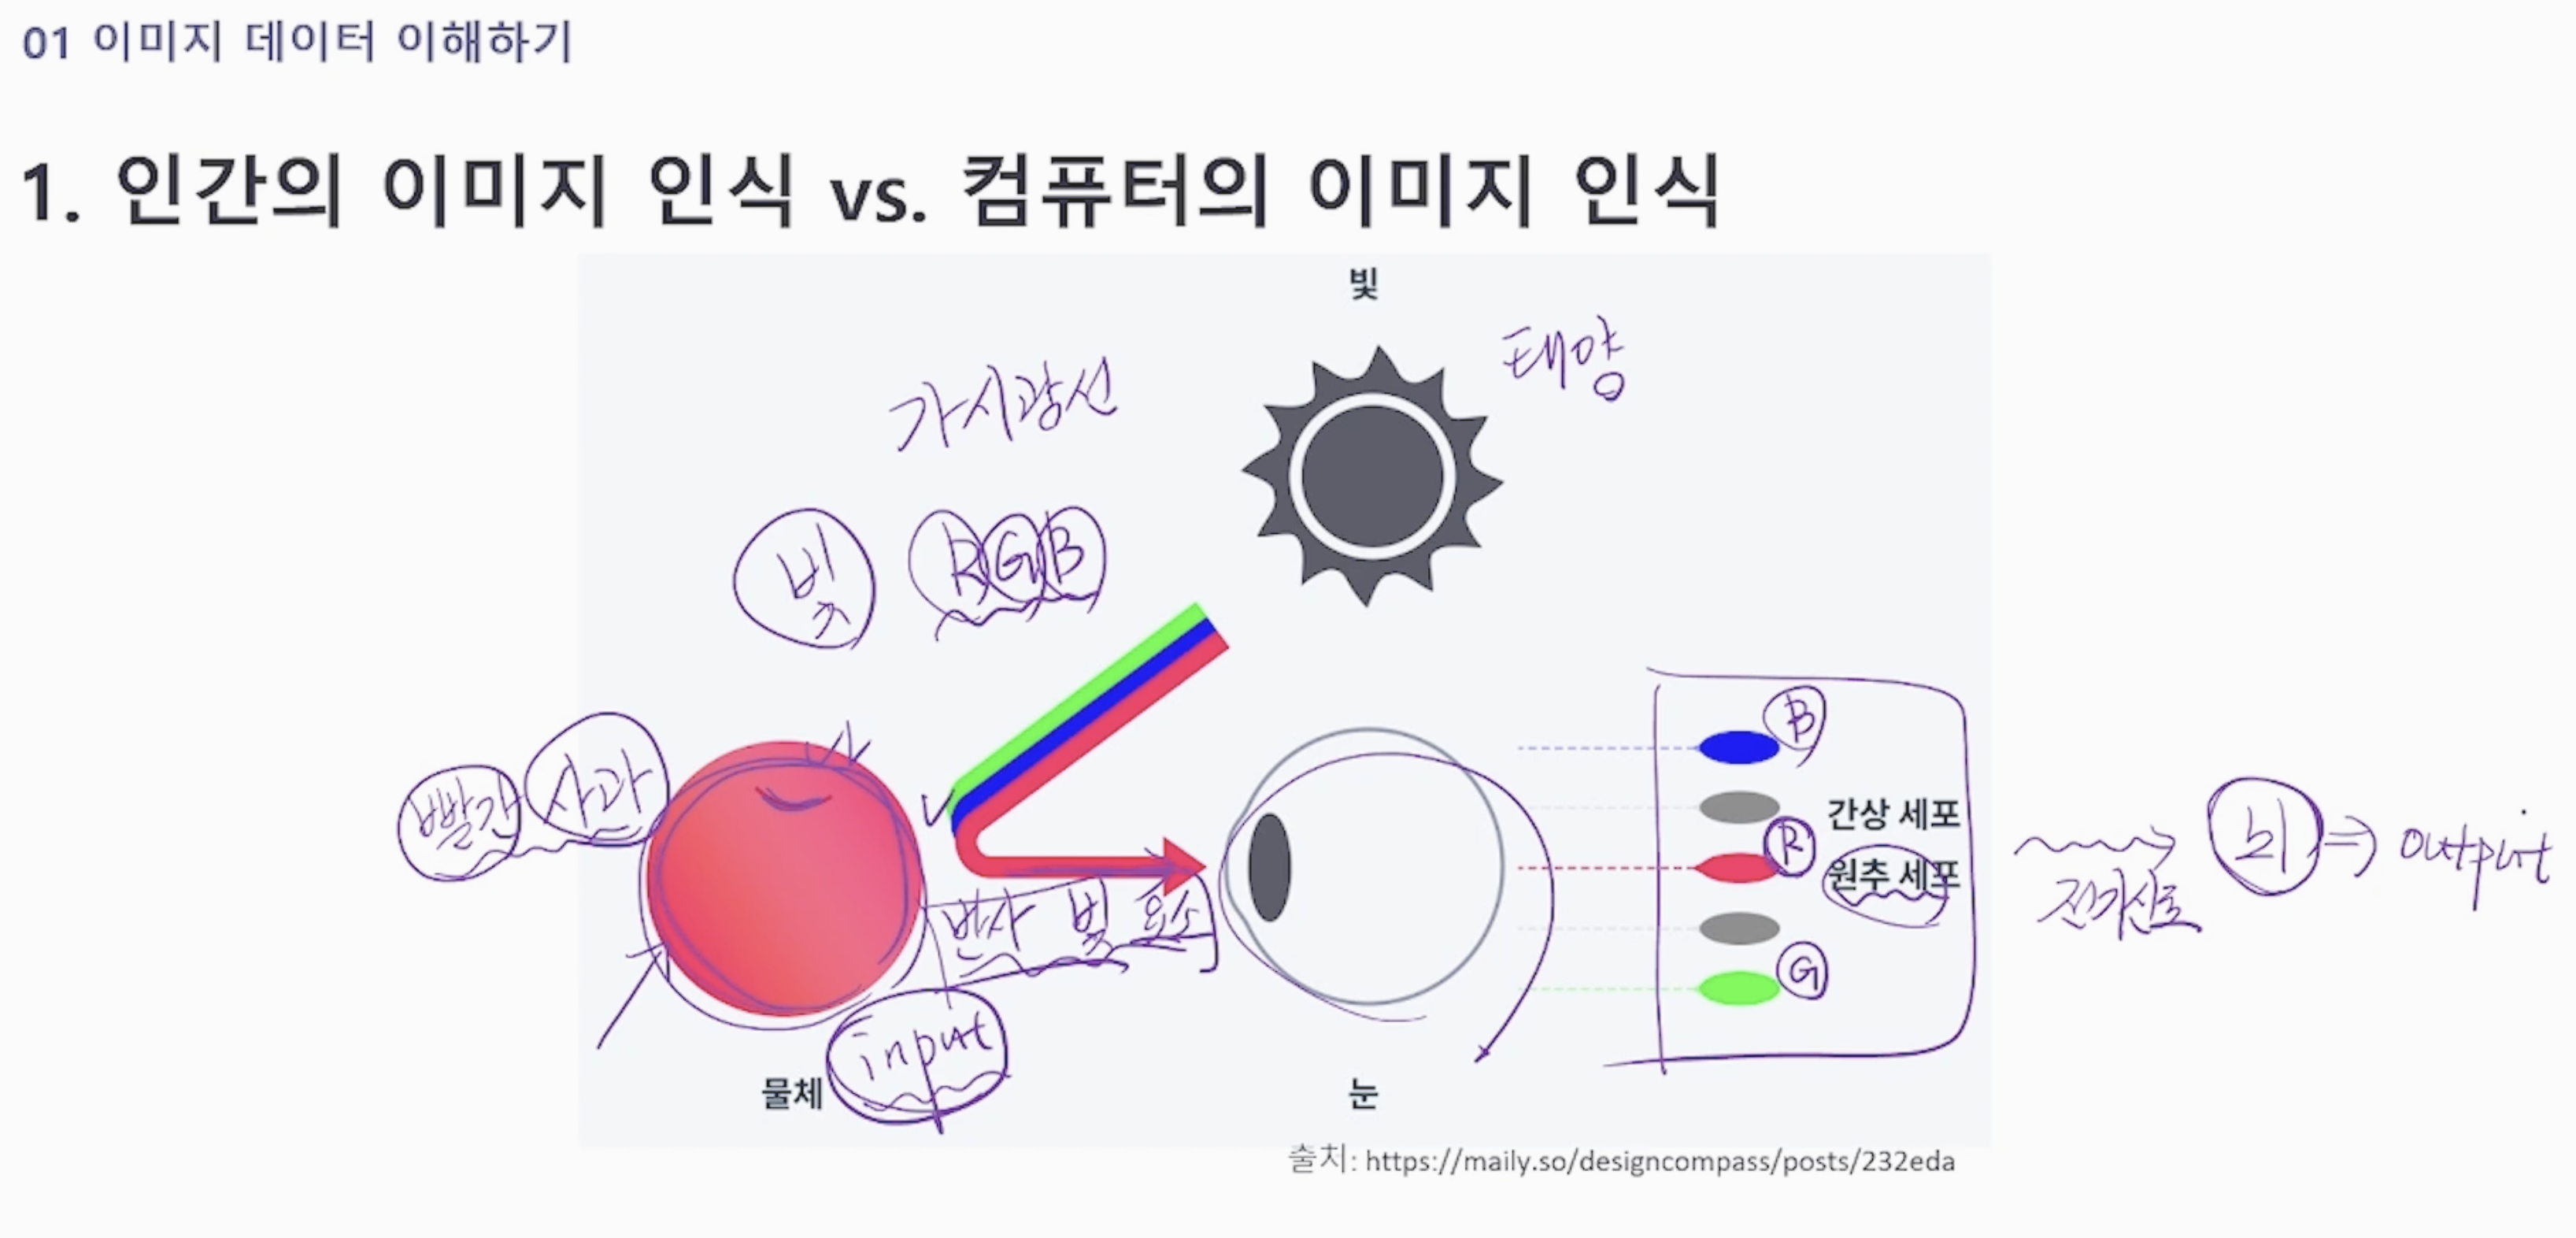 01 이미지 데이터 이해하기
1. 인간의 이미지 인식 vs. 컴퓨터의 이미지 인식
빛
태양
가시광선
빛 RGB
B
빨간 사과
간상 세포
R
원추 세포
전기신호
뇌 ⇒ output
반사 빛 요소
G
input
물체
눈
출처: https://maily.so/designcompass/posts/232eda